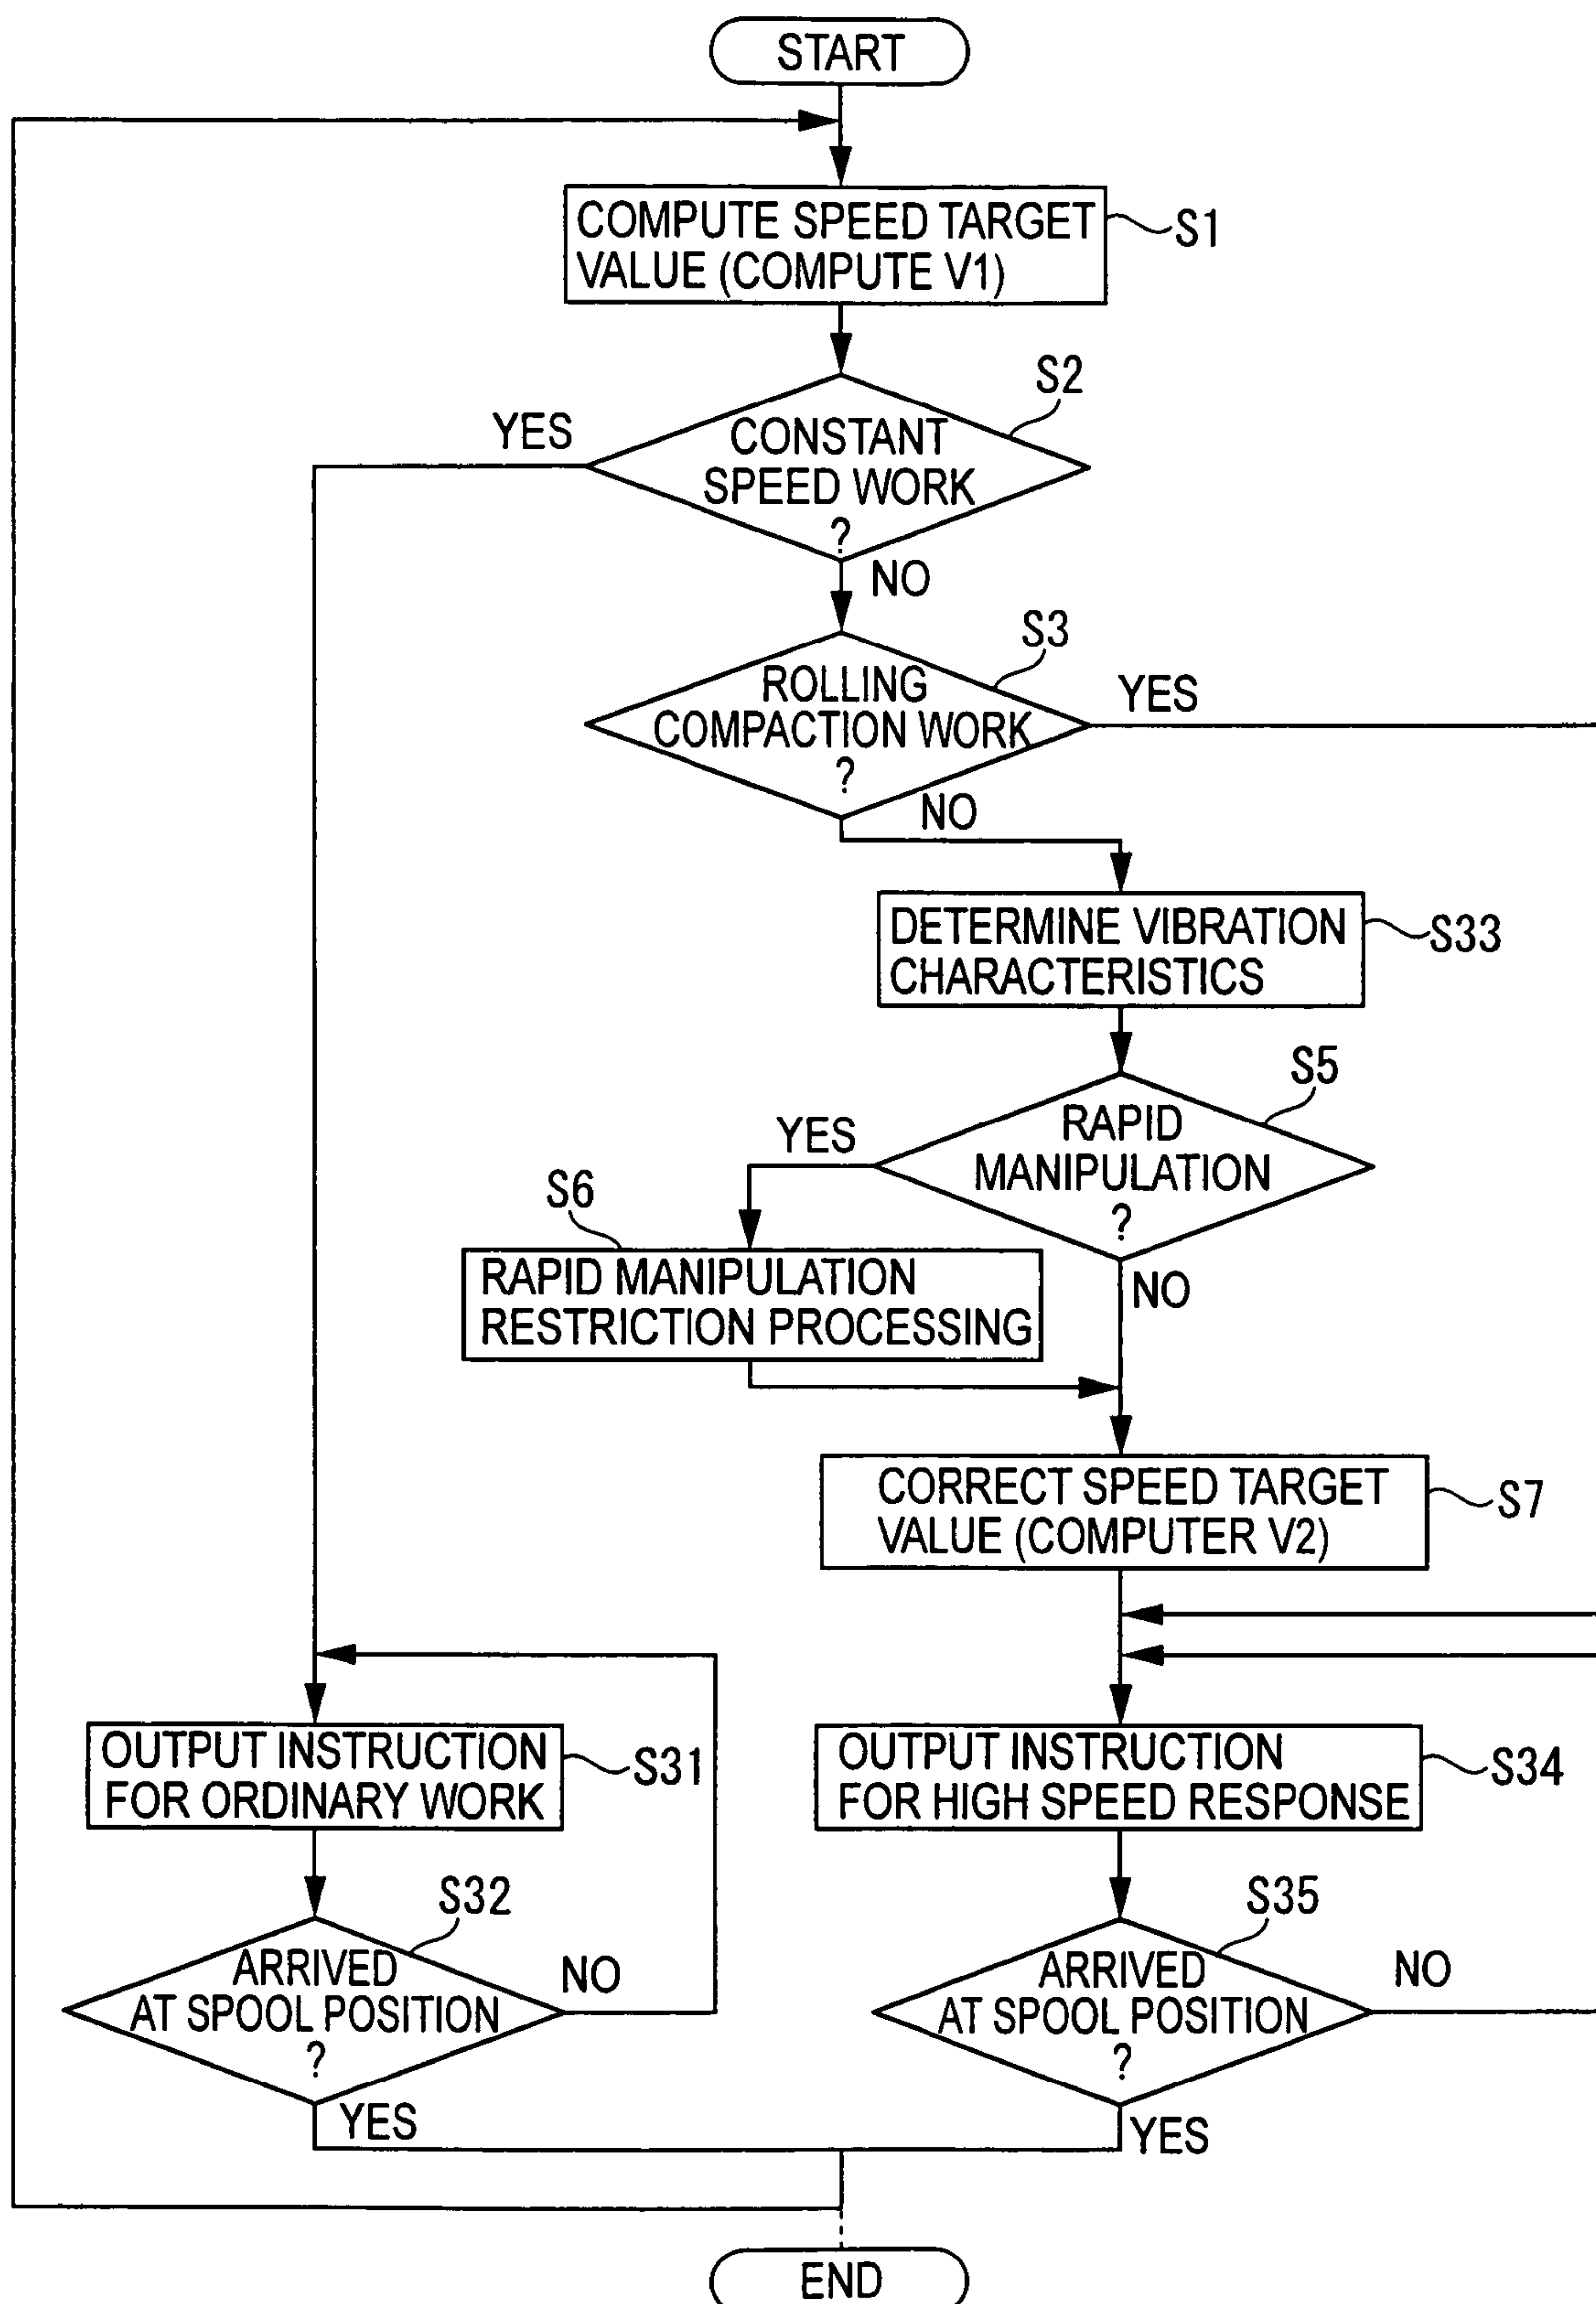 START
COMPUTE SPEED TARGET
VALUE (COMPUTE V1)
S1
S2
YES
CONSTANT
SPEED WORK
?
NO
S3
ROLLING
COMPACTION WORK
?
YES
NO
DETERMINE VIBRATION
CHARACTERISTICS
S33
S5
YES
RAPID
MANIPULATION
?
S6
NO
RAPID MANIPULATION
RESTRICTION PROCESSING
CORRECT SPEED TARGET
VALUE (COMPUTER V2)
S7
OUTPUT INSTRUCTION
FOR ORDINARY WORK
S31
OUTPUT INSTRUCTION
FOR HIGH SPEED RESPONSE
S34
S32
ARRIVED
AT SPOOL POSITION
?
NO
YES
S35
ARRIVED
AT SPOOL POSITION
?
NO
YES
END